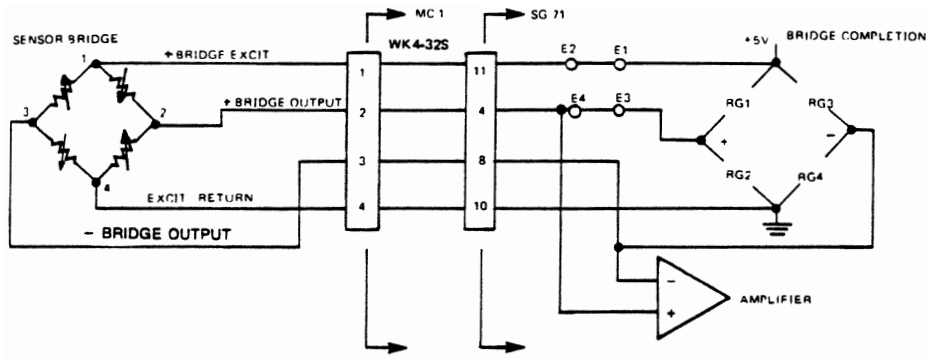 MC 1
SG 71
SENSOR BRIDGE
WK4-32S
+ BRIDGE EXCIT
E2 E1
+5V
BRIDGE COMPLETION
1
1
11
+ BRIDGE OUTPUT
RG1
RG3
3
2
2
4
E4 E3
+
-
3
8
RG2
RG4
4
EXCIT RETURN
4
10
- BRIDGE OUTPUT
-
+
AMPLIFIER